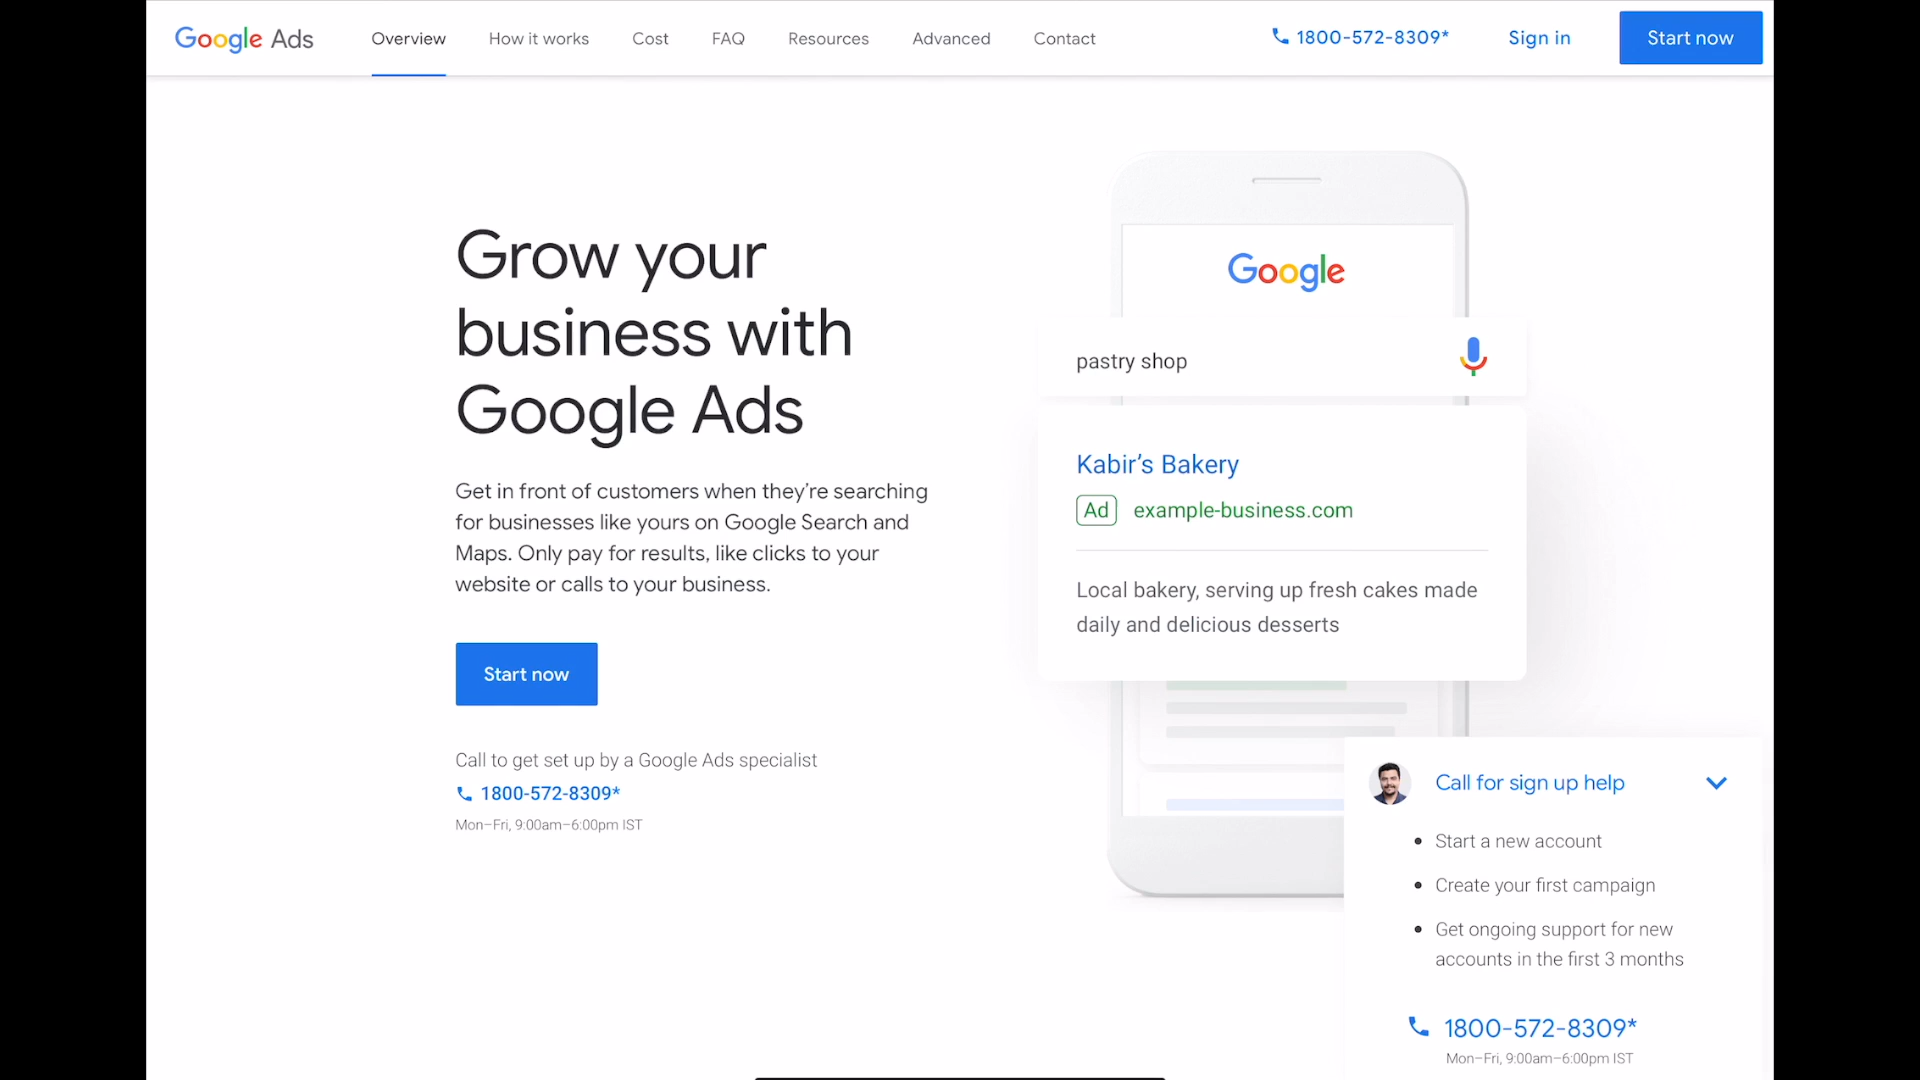 Google Ads
Overview
How it works
Cost
FAQ
Resources
Advanced
Contact
1800-572-8309*
Sign in
Start now
Grow your
business with
Google Ads
Get in front of customers when they're searching
for businesses like yours on Google Search and
Maps. Only pay for results, like clicks to your
website or calls to your business.
Start now
Call to get set up by a Google Ads specialist
1800-572-8309*
Mon–Fri, 9:00am–6:00pm IST
Google
pastry shop
Kabir’s Bakery
Ad example-business.com
Local bakery, serving up fresh cakes made
daily and delicious desserts
Call for sign up help
• Start a new account
• Create your first campaign
• Get ongoing support for new
accounts in the first 3 months
1800-572-8309*
Mon–Fri, 9:00am–6:00pm IST